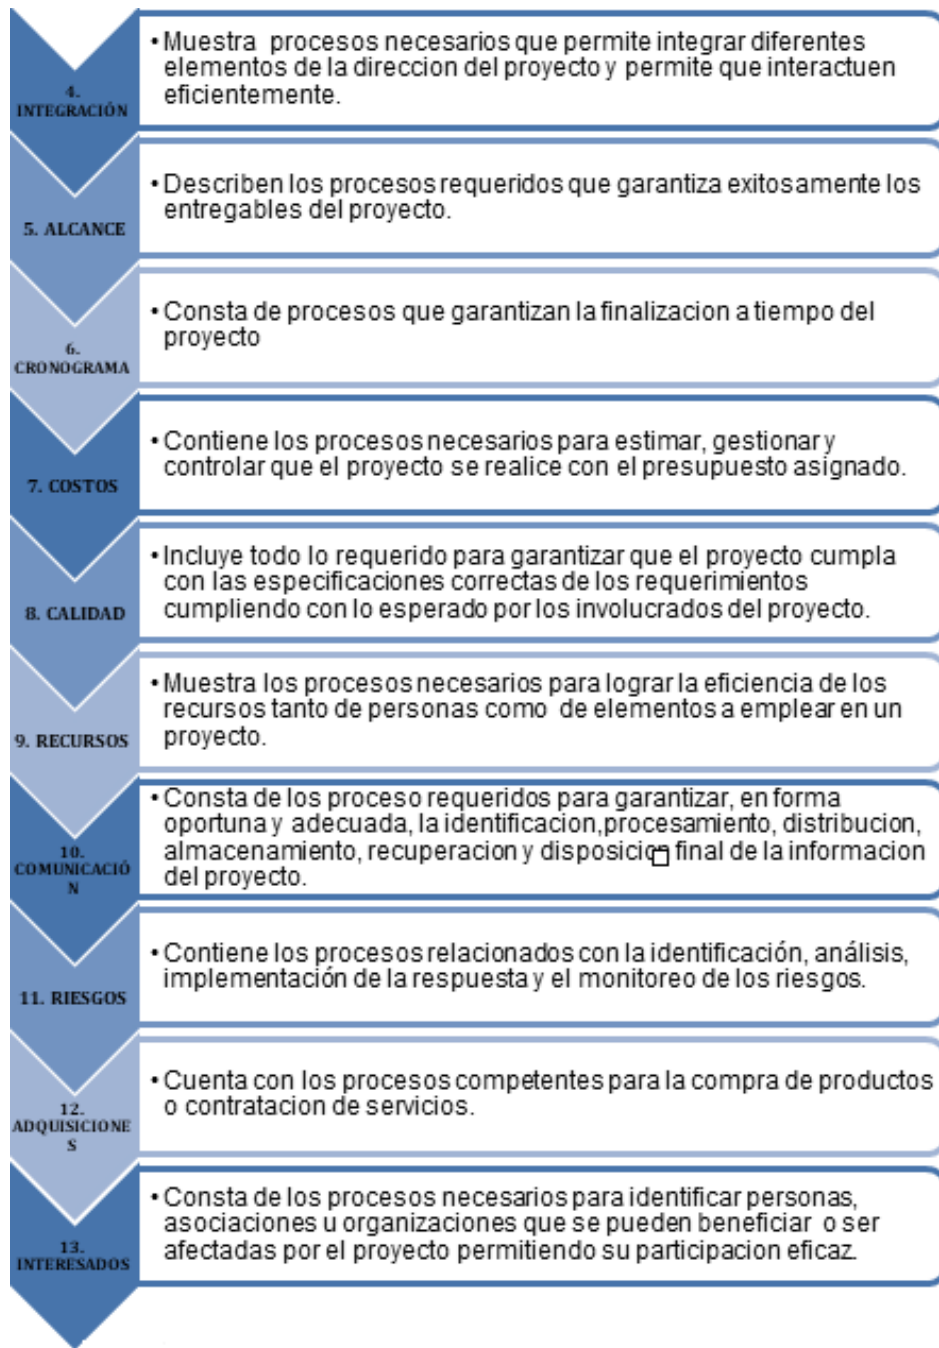 4.
INTEGRACIÓN
• Muestra procesos necesarios que permite integrar diferentes
elementos de la direccion del proyecto y permite que interactuen
eficientemente.
5. ALCANCE
• Describen los procesos requeridos que garantiza exitosamente los
entregables del proyecto.
6.
CRONOGRAMA
• Consta de procesos que garantizan la finalizacion a tiempo del
proyecto
7. COSTOS
• Contiene los procesos necesarios para estimar, gestionar y
controlar que el proyecto se realice con el presupuesto asignado.
8. CALIDAD
• Incluye todo lo requerido para garantizar que el proyecto cumpla
con las especificaciones correctas de los requerimientos
cumpliendo con lo esperado por los involucrados del proyecto.
9. RECURSOS
• Muestra los procesos necesarios para lograr la eficiencia de los
recursos tanto de personas como de elementos a emplear en un
proyecto.
10.
COMUNICACIÓ
N
• Consta de los proceso requeridos para garantizar, en forma
oportuna y adecuada, la identificacion,procesamiento, distribucion,
almacenamiento, recuperacion y disposicion final de la informacion
del proyecto.
11. RIESGOS
• Contiene los procesos relacionados con la identificación, análisis,
implementación de la respuesta y el monitoreo de los riesgos.
12.
ADQUISICIONE
S
• Cuenta con los procesos competentes para la compra de productos
o contratacion de servicios.
13.
INTERESADOS
• Consta de los procesos necesarios para identificar personas,
asociaciones u organizaciones que se pueden beneficiar o ser
afectadas por el proyecto permitiendo su participacion eficaz.